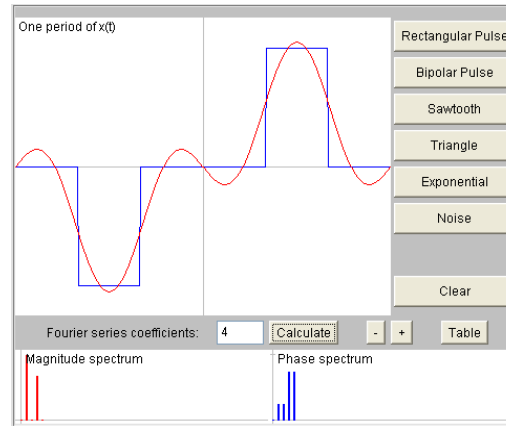 One period of x(t)
Rectangular Pulse
Bipolar Pulse
Sawtooth
Triangle
Exponential
Noise
Clear
Fourier series coefficients: 4 Calculate - + Table
Magnitude spectrum Phase spectrum